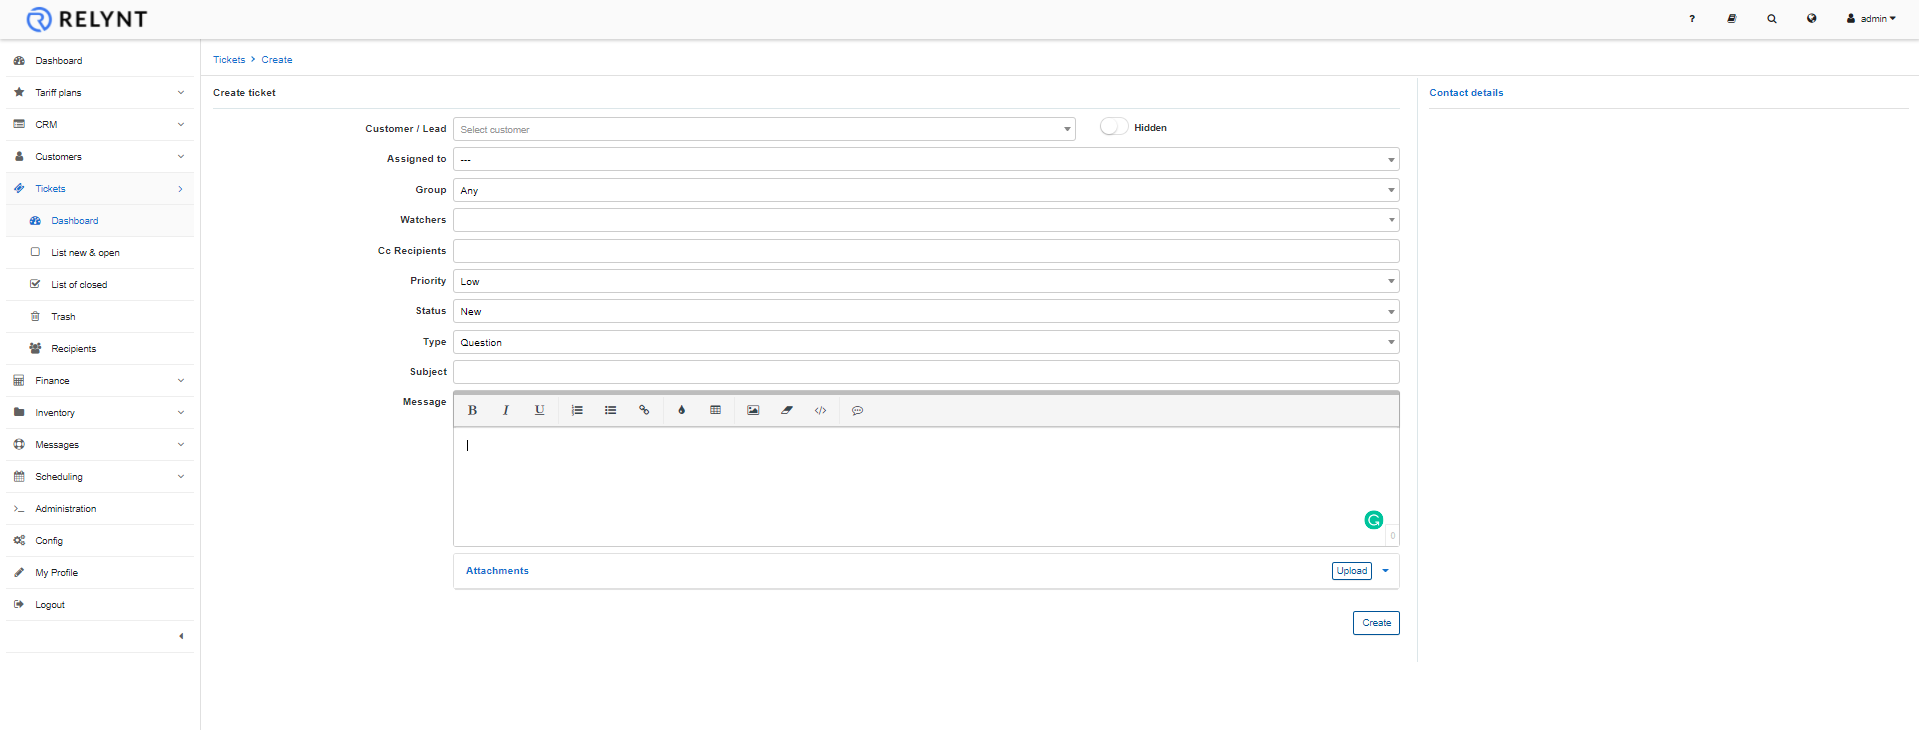 RELYNT
? admin
Dashboard
Tariff plans
CRM
Customers
Tickets
Dashboard
List new & open
List of closed
Trash
Recipients
Finance
Inventory
Messages
Scheduling
Administration
Config
My Profile
Logout
Tickets > Create
Create ticket
Customer / Lead Select customer Hidden
Assigned to ---
Group Any
Watchers
Cc Recipients
Priority Low
Status New
Type Question
Subject
Message B I U </>
0
Attachments Upload
Create
Contact details